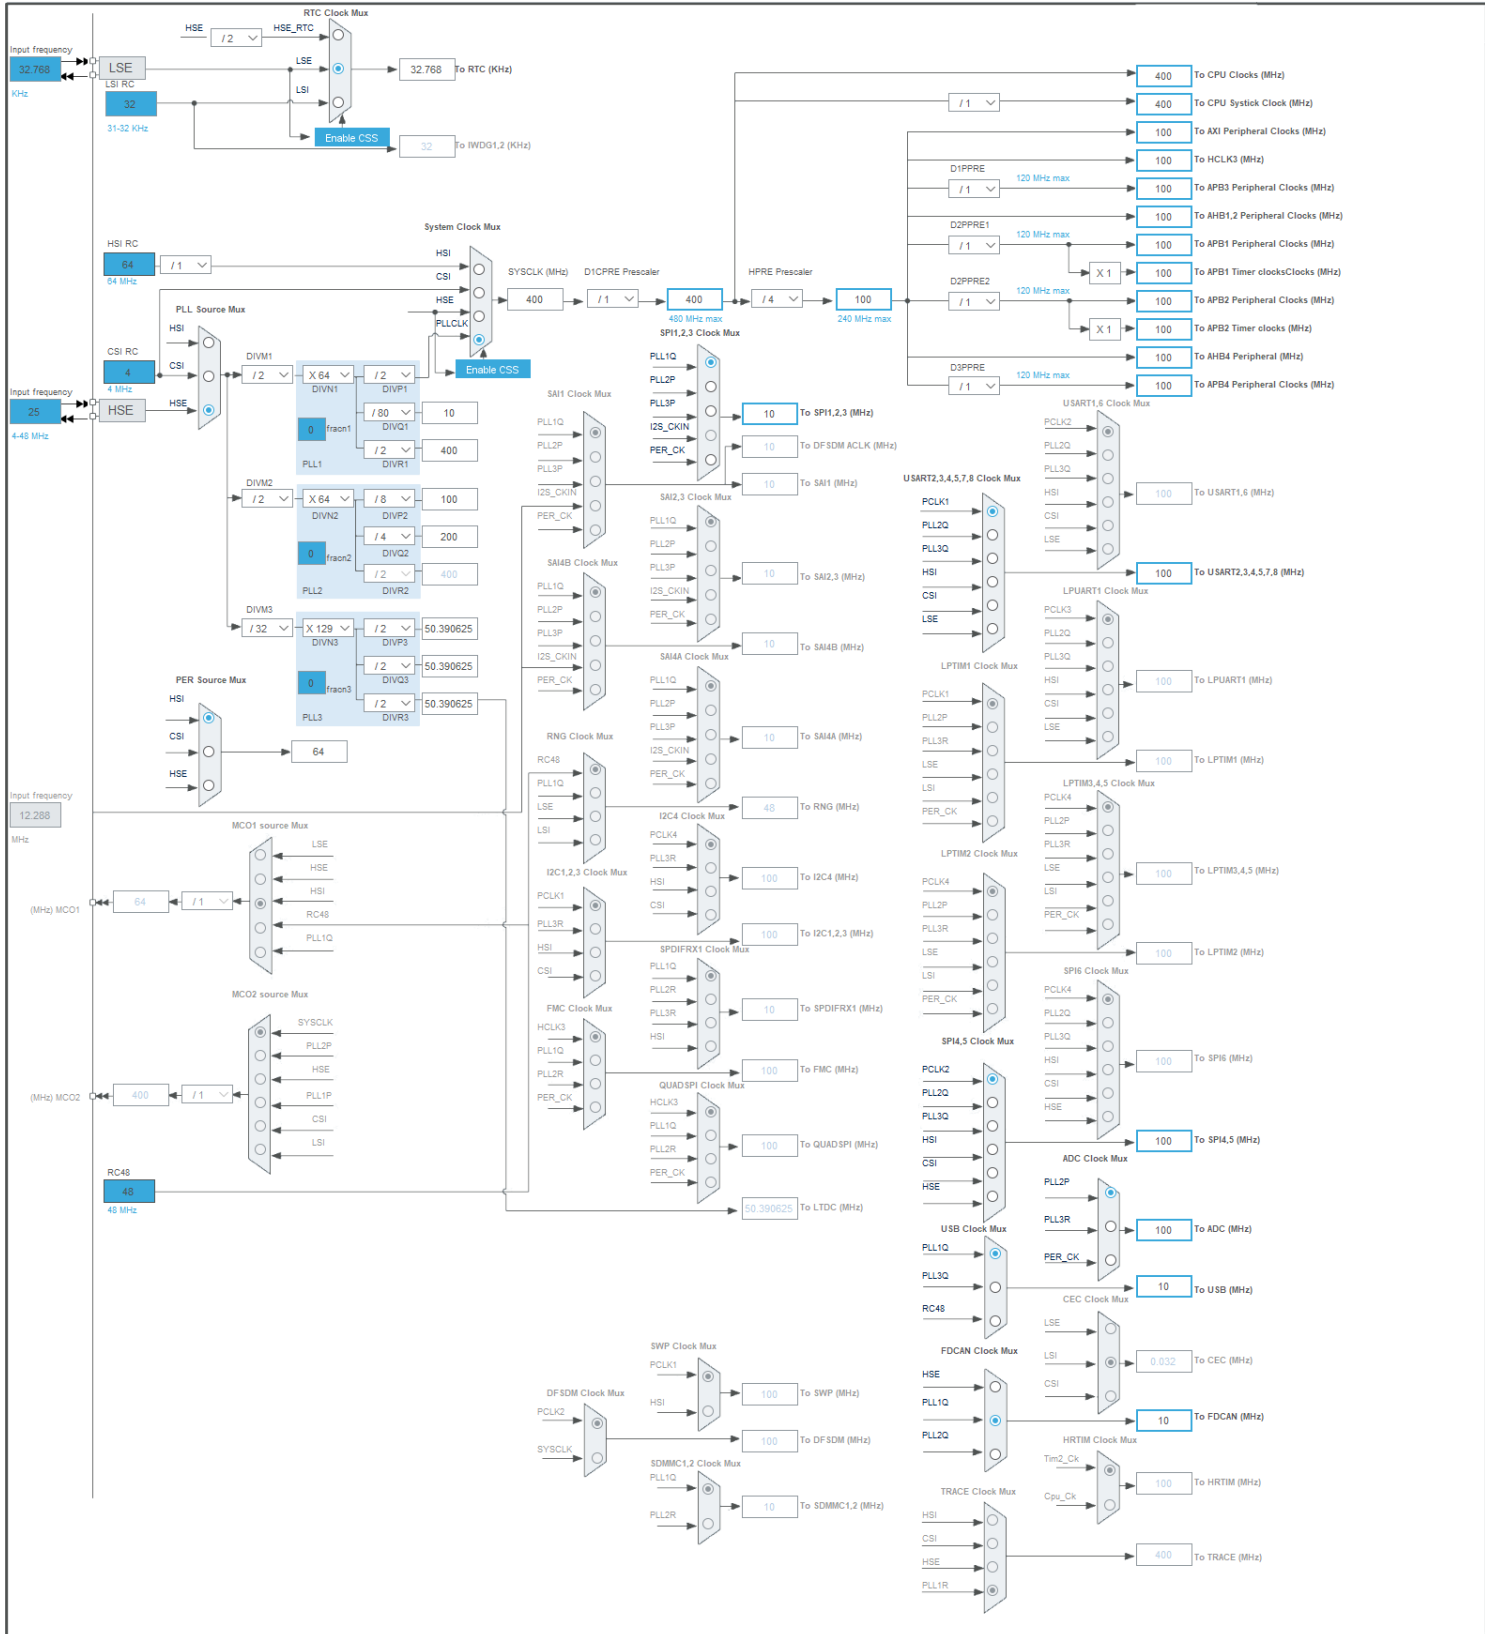 RTC Clock Mux
HSE
/ 2
HSE_RTC
Input frequency
32.768
KHz
LSE
LSE
32.768
To RTC (KHz)
LSI RC
32
31-32 KHz
LSI
Enable CSS
32
To IWDG1,2 (KHz)
400
To CPU Clocks (MHz)
/ 1
400
To CPU Systick Clock (MHz)
100
To AXI Peripheral Clocks (MHz)
100
To HCLK3 (MHz)
D1PPRE
/ 1
120 MHz max
100
To APB3 Peripheral Clocks (MHz)
100
To AHB1,2 Peripheral Clocks (MHz)
D2PPRE1
/ 1
120 MHz max
100
To APB1 Peripheral Clocks (MHz)
X 1
100
To APB1 Timer clocksClocks (MHz)
D2PPRE2
/ 1
120 MHz max
100
To APB2 Peripheral Clocks (MHz)
X 1
100
To APB2 Timer clocks (MHz)
100
To AHB4 Peripheral (MHz)
D3PPRE
/ 1
120 MHz max
100
To APB4 Peripheral Clocks (MHz)
System Clock Mux
HSI RC
64
64 MHz
/ 1
HSI
CSI
HSE
PLLCLK
Enable CSS
SYSCLK (MHz)
400
D1CPRE Prescaler
/ 1
400
480 MHz max
HPRE Prescaler
/ 4
100
240 MHz max
PLL Source Mux
HSI
CSI RC
4
4 MHz
CSI
Input frequency
25
4-48 MHz
HSE
HSE
DIVM1
/ 2
X 64
DIVN1
/ 2
DIVP1
/ 80
10
DIVQ1
0
fraon1
/ 2
400
DIVR1
PLL1
DIVM2
/ 2
X 64
DIVN2
/ 8
100
DIVP2
/ 4
200
DIVQ2
0
fraon2
/ 2
400
DIVR2
PLL2
DIVM3
/ 32
X 129
DIVN3
/ 2
50.390625
DIVP3
/ 2
50.390625
DIVQ3
0
fraon3
/ 2
50.390625
DIVR3
PLL3
PER Source Mux
HSI
CSI
HSE
64
Input frequency
12.288
MHz
MCO1 source Mux
LSE
HSE
HSI
RC48
PLL1Q
(MHz) MCO1
64
/ 1
MCO2 source Mux
SYSCLK
PLL2P
HSE
PLL1P
CSI
LSI
(MHz) MCO2
400
/ 1
RC48
48
48 MHz
SPI1,2,3 Clock Mux
PLL1Q
PLL2P
PLL3P
I2S_CKIN
PER_CK
10
To SPI1,2,3 (MHz)
SAI1 Clock Mux
PLL1Q
PLL2P
PLL3P
I2S_CKIN
PER_CK
10
To DFSDM ACLK (MHz)
10
To SAI1 (MHz)
SAI2,3 Clock Mux
PLL1Q
PLL2P
PLL3P
I2S_CKIN
PER_CK
10
To SAI2,3 (MHz)
SAI4B Clock Mux
PLL1Q
PLL2P
PLL3P
I2S_CKIN
PER_CK
10
To SAI4B (MHz)
SAI4A Clock Mux
PLL1Q
PLL2P
PLL3P
I2S_CKIN
PER_CK
10
To SAI4A (MHz)
RNG Clock Mux
RC48
PLL1Q
LSE
LSI
48
To RNG (MHz)
I2C4 Clock Mux
PCLK4
PLL3R
HSI
CSI
100
To I2C4 (MHz)
I2C1,2,3 Clock Mux
PCLK1
PLL3R
HSI
CSI
100
To I2C1,2,3 (MHz)
SPDIFRX1 Clock Mux
PLL1Q
PLL2R
PLL3R
HSI
10
To SPDIFRX1 (MHz)
FMC Clock Mux
HCLK3
PLL1Q
PLL2R
PER_CK
100
To FMC (MHz)
QUADSPI Clock Mux
HCLK3
PLL1Q
PLL2R
PER_CK
100
To QUADSPI (MHz)
50.390625
To LTDC (MHz)
SWP Clock Mux
PCLK1
HSI
100
To SWP (MHz)
DFSDM Clock Mux
PCLK2
SYSCLK
100
To DFSDM (MHz)
SDMMC1,2 Clock Mux
PLL1Q
PLL2R
10
To SDMMC1,2 (MHz)
USART1,6 Clock Mux
PCLK2
PLL2Q
PLL3Q
HSI
CSI
LSE
100
To USART1,6 (MHz)
USART2,3,4,5,7,8 Clock Mux
PCLK1
PLL2Q
PLL3Q
HSI
CSI
LSE
100
To USART2,3,4,5,7,8 (MHz)
LPUART1 Clock Mux
PCLK3
PLL2Q
PLL3Q
HSI
CSI
LSE
100
To LPUART1 (MHz)
LPTIM1 Clock Mux
PCLK1
PLL2P
PLL3R
LSE
LSI
PER_CK
100
To LPTIM1 (MHz)
LPTIM3,4,5 Clock Mux
PCLK4
PLL2P
PLL3R
LSE
LSI
PER_CK
100
To LPTIM3,4,5 (MHz)
LPTIM2 Clock Mux
PCLK4
PLL2P
PLL3R
LSE
LSI
PER_CK
100
To LPTIM2 (MHz)
SPI6 Clock Mux
PCLK4
PLL2Q
PLL3Q
HSI
CSI
HSE
100
To SPI6 (MHz)
SPI4,5 Clock Mux
PCLK2
PLL2Q
PLL3Q
HSI
CSI
HSE
100
To SPI4,5 (MHz)
ADC Clock Mux
PLL2P
PLL3R
PER_CK
100
To ADC (MHz)
USB Clock Mux
PLL1Q
PLL3Q
RC48
10
To USB (MHz)
CEC Clock Mux
LSE
LSI
CSI
0.032
To CEC (MHz)
FDCAN Clock Mux
HSE
PLL1Q
PLL2Q
10
To FDCAN (MHz)
HRTIM Clock Mux
Tim2_Ck
Cpu_Ck
100
To HRTIM (MHz)
TRACE Clock Mux
HSI
CSI
HSE
PLL1R
400
To TRACE (MHz)